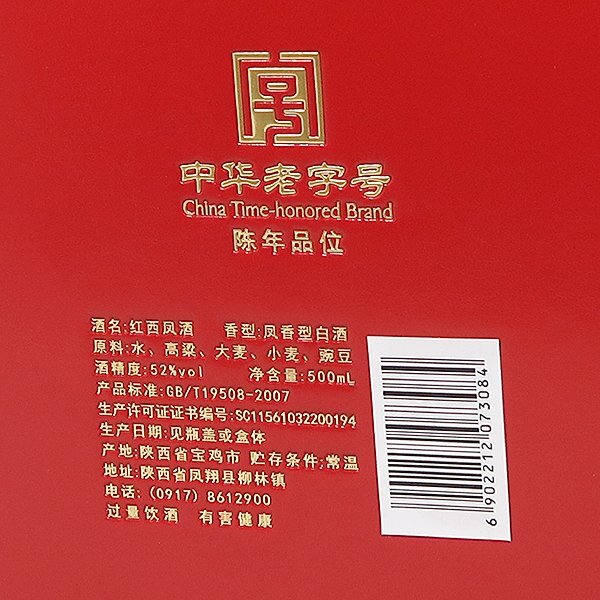 中华老字号
China Time-honored Brand
陈年品位
酒名:红西凤酒 香型:凤香型白酒
原料:水、高粱、大麦、小麦、豌豆
酒精度:52%vol 净含量:500mL
产品标准:GB/T19508-2007
生产许可证证书编号:SC11561032200194
生产日期:见瓶盖或盒体
产地:陕西省宝鸡市 贮存条件:常温
地址:陕西省凤翔县柳林镇
电话:(0917) 8612900
过量饮酒 有害健康
6902212073084